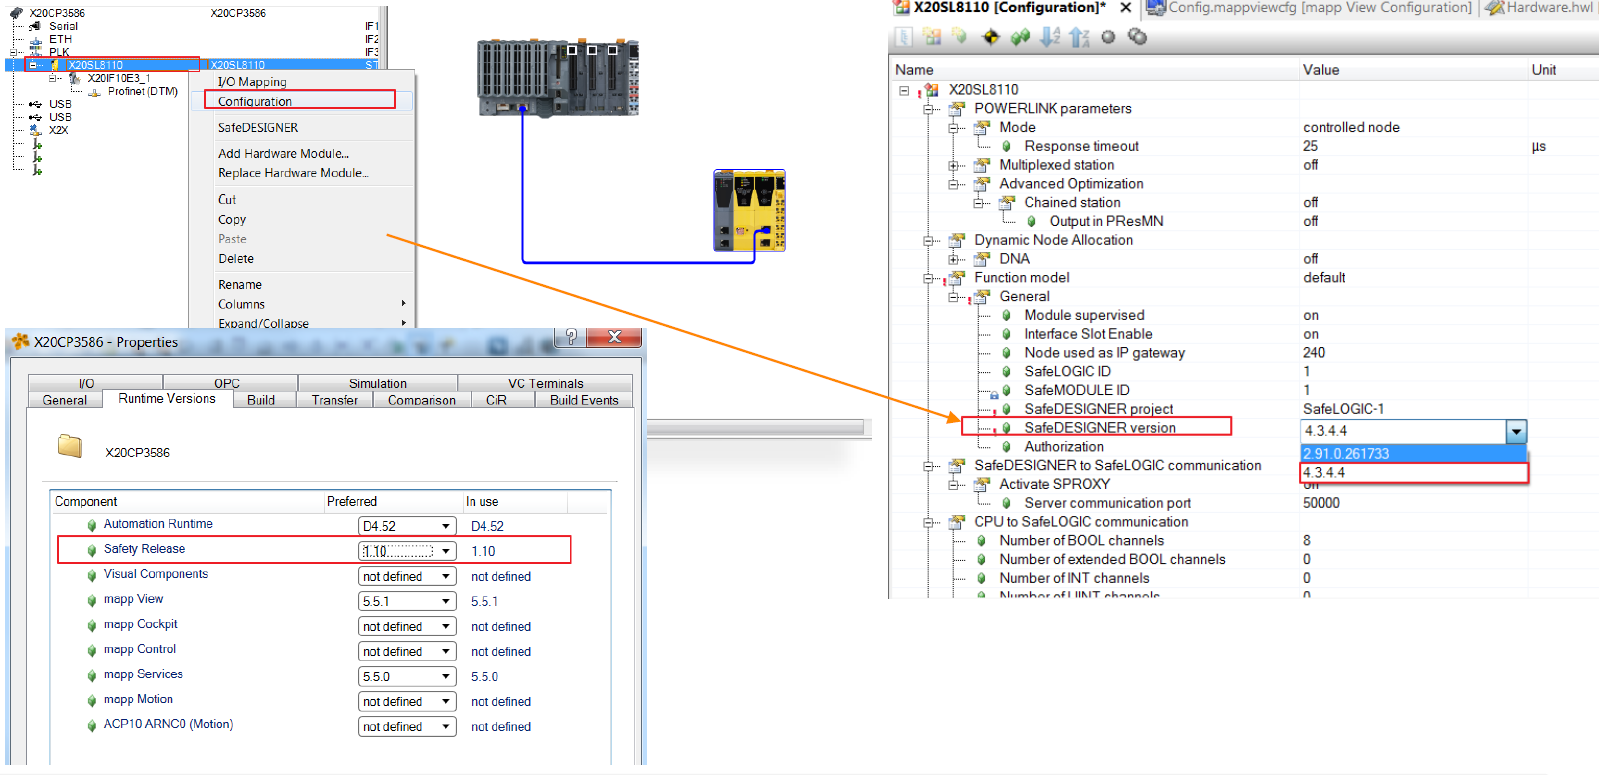 X20CP3586 X20CP3586
Serial IF1
ETH IF2
PLK IF3
X20SL8110 X20SL8110 ST
X20IF10E3_1
Profinet (DTM)
USB
USB
X2X
I/O Mapping
Configuration
SafeDESIGNER
Add Hardware Module...
Replace Hardware Module...
Cut
Copy
Paste
Delete
Rename
Columns
Expand/Collapse
X20CP3586 - Properties
I/O OPC Simulation VC Terminals
General Runtime Versions Build Transfer Comparison CiR Build Events
X20CP3586
Component Preferred In use
Automation Runtime D4.52 D4.52
Safety Release 1.10 1.10
Visual Components not defined not defined
mapp View 5.5.1 5.5.1
mapp Cockpit not defined not defined
mapp Control not defined not defined
mapp Services 5.5.0 5.5.0
mapp Motion not defined not defined
ACP10 ARNC0 (Motion) not defined not defined
X20SL8110 [Configuration]* Config.mappviewcfg [mapp View Configuration] Hardware.hwl
Name Value Unit
X20SL8110
POWERLINK parameters
Mode controlled node
Response timeout 25 µs
Multiplexed station off
Advanced Optimization
Chained station off
Output in PResMN off
Dynamic Node Allocation
DNA off
Function model default
General
Module supervised on
Interface Slot Enable on
Node used as IP gateway 240
SafeLOGIC ID 1
SafeMODULE ID 1
SafeDESIGNER project SafeLOGIC-1
SafeDESIGNER version 4.3.4.4
Authorization 2.91.0.261733
SafeDESIGNER to SafeLOGIC communication 4.3.4.4
Activate SPROXY on
Server communication port 50000
CPU to SafeLOGIC communication
Number of BOOL channels 8
Number of extended BOOL channels 0
Number of INT channels 0
Number of UINT channels 0